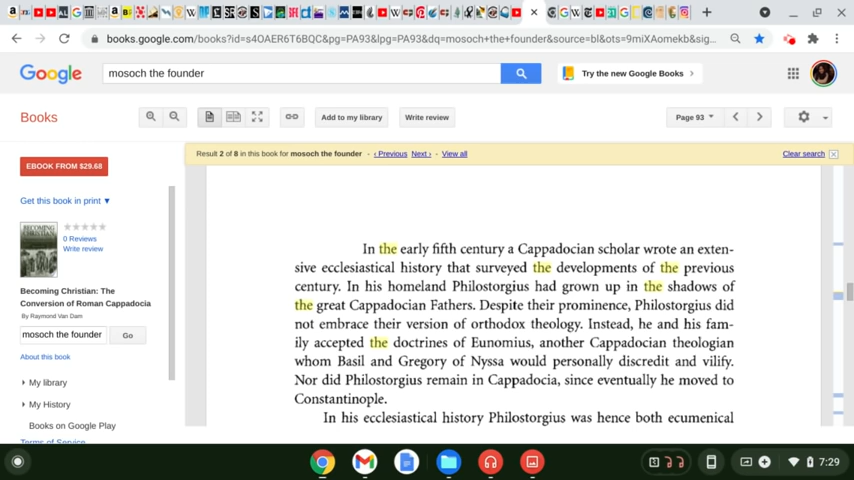 books.google.com/books?id=s4OAER6T6BQC&pg=PA93&lpg=PA93&dq=mosoch+the+founder&source=bl&ots=9miXAomekb&sig...
Google
mosoch the founder
Try the new Google Books
Books
Add to my library
Write review
Page 93
Result 2 of 8 in this book for mosoch the founder - ‹ Previous Next › - View all
Clear search
EBOOK FROM $29.68
Get this book in print ▼
0 Reviews
Write review
Becoming Christian: The
Conversion of Roman Cappadocia
By Raymond Van Dam
mosoch the founder
Go
About this book
My library
My History
Books on Google Play
Terms of Service
In the early fifth century a Cappadocian scholar wrote an exten-
sive ecclesiastical history that surveyed the developments of the previous
century. In his homeland Philostorgius had grown up in the shadows of
the great Cappadocian Fathers. Despite their prominence, Philostorgius did
not embrace their version of orthodox theology. Instead, he and his fam-
ily accepted the doctrines of Eunomius, another Cappadocian theologian
whom Basil and Gregory of Nyssa would personally discredit and vilify.
Nor did Philostorgius remain in Cappadocia, since eventually he moved to
Constantinople.
In his ecclesiastical history Philostorgius was hence both ecumenical
7:29